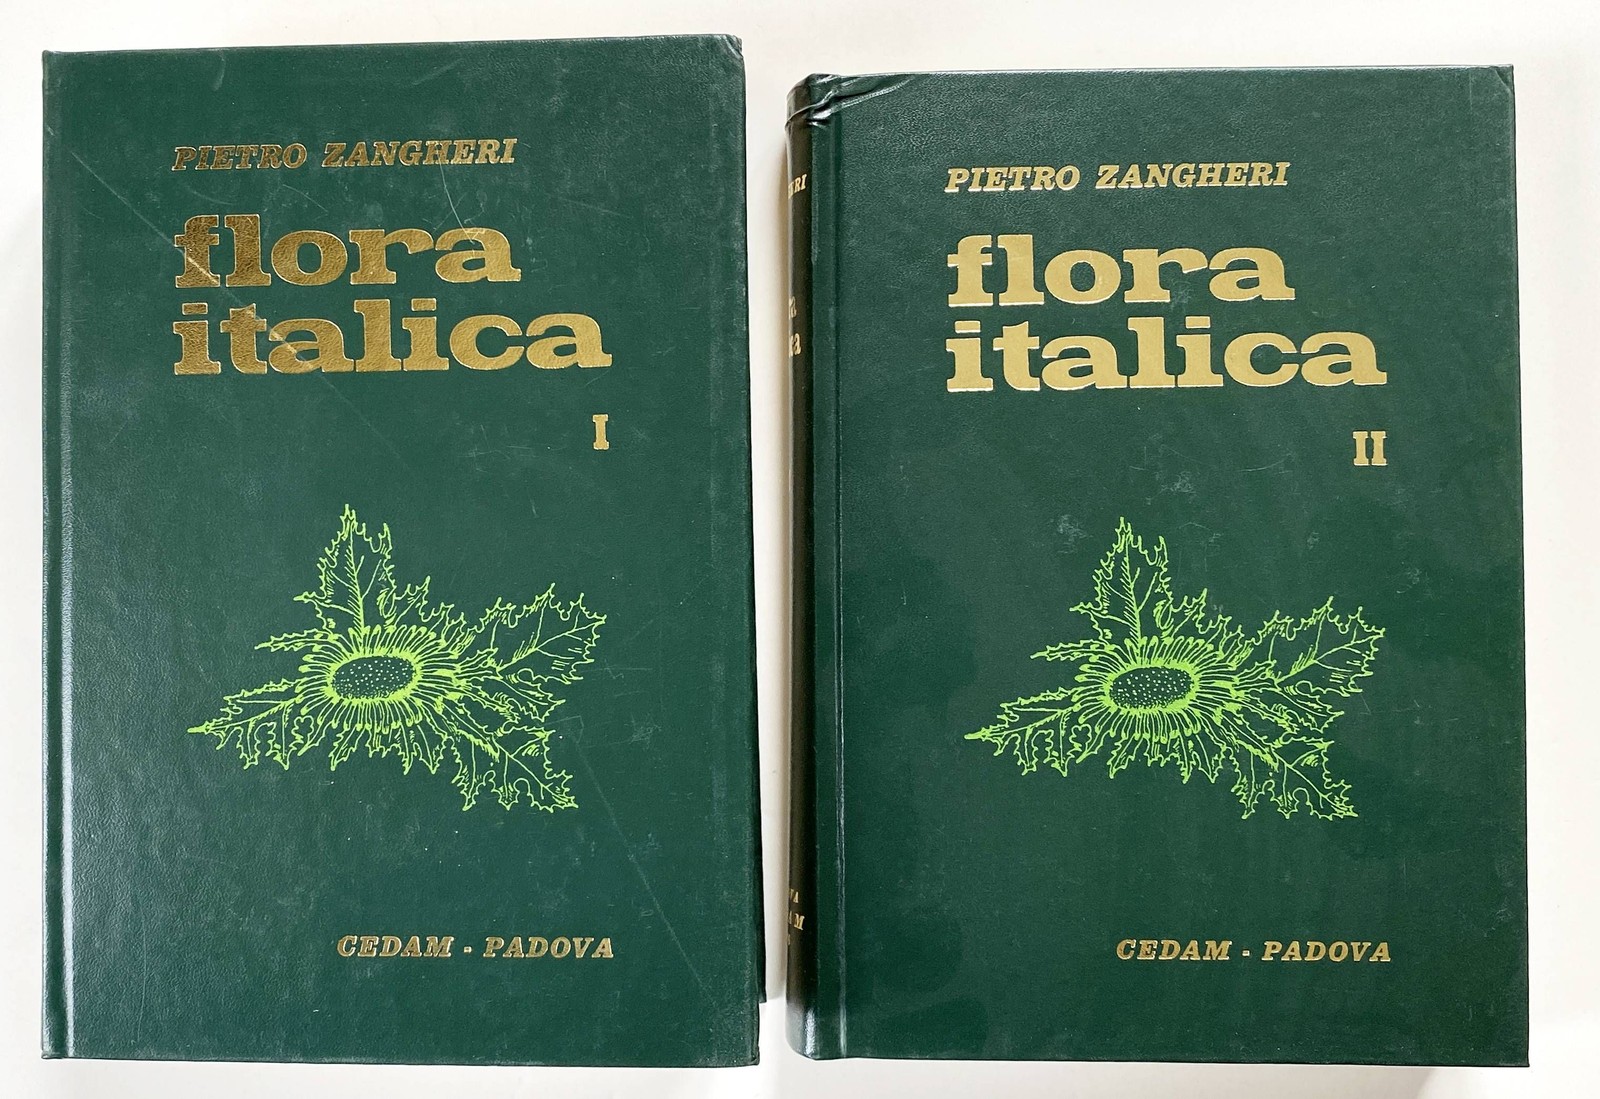 PIETRO ZANGHERI
flora
italica
I
CEDAM - PADOVA
PIETRO ZANGHERI
flora
italica
II
CEDAM - PADOVA